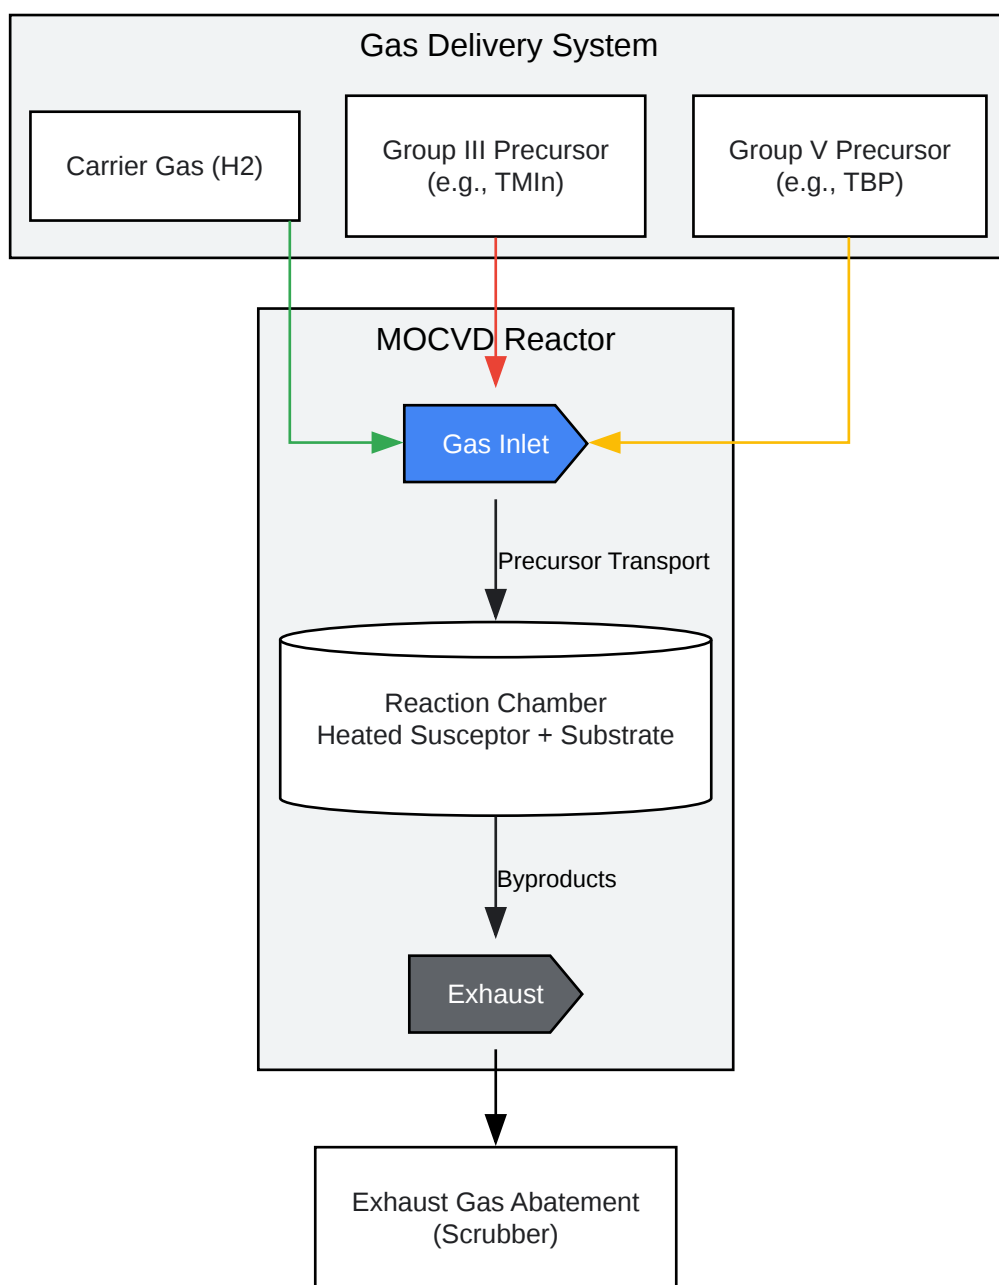 Gas Delivery System
Carrier Gas (H2)
Group III Precursor
(e.g., TMIn)
Group V Precursor
(e.g., TBP)
MOCVD Reactor
Gas Inlet
Precursor Transport
Reaction Chamber
Heated Susceptor + Substrate
Byproducts
Exhaust
Exhaust Gas Abatement
(Scrubber)